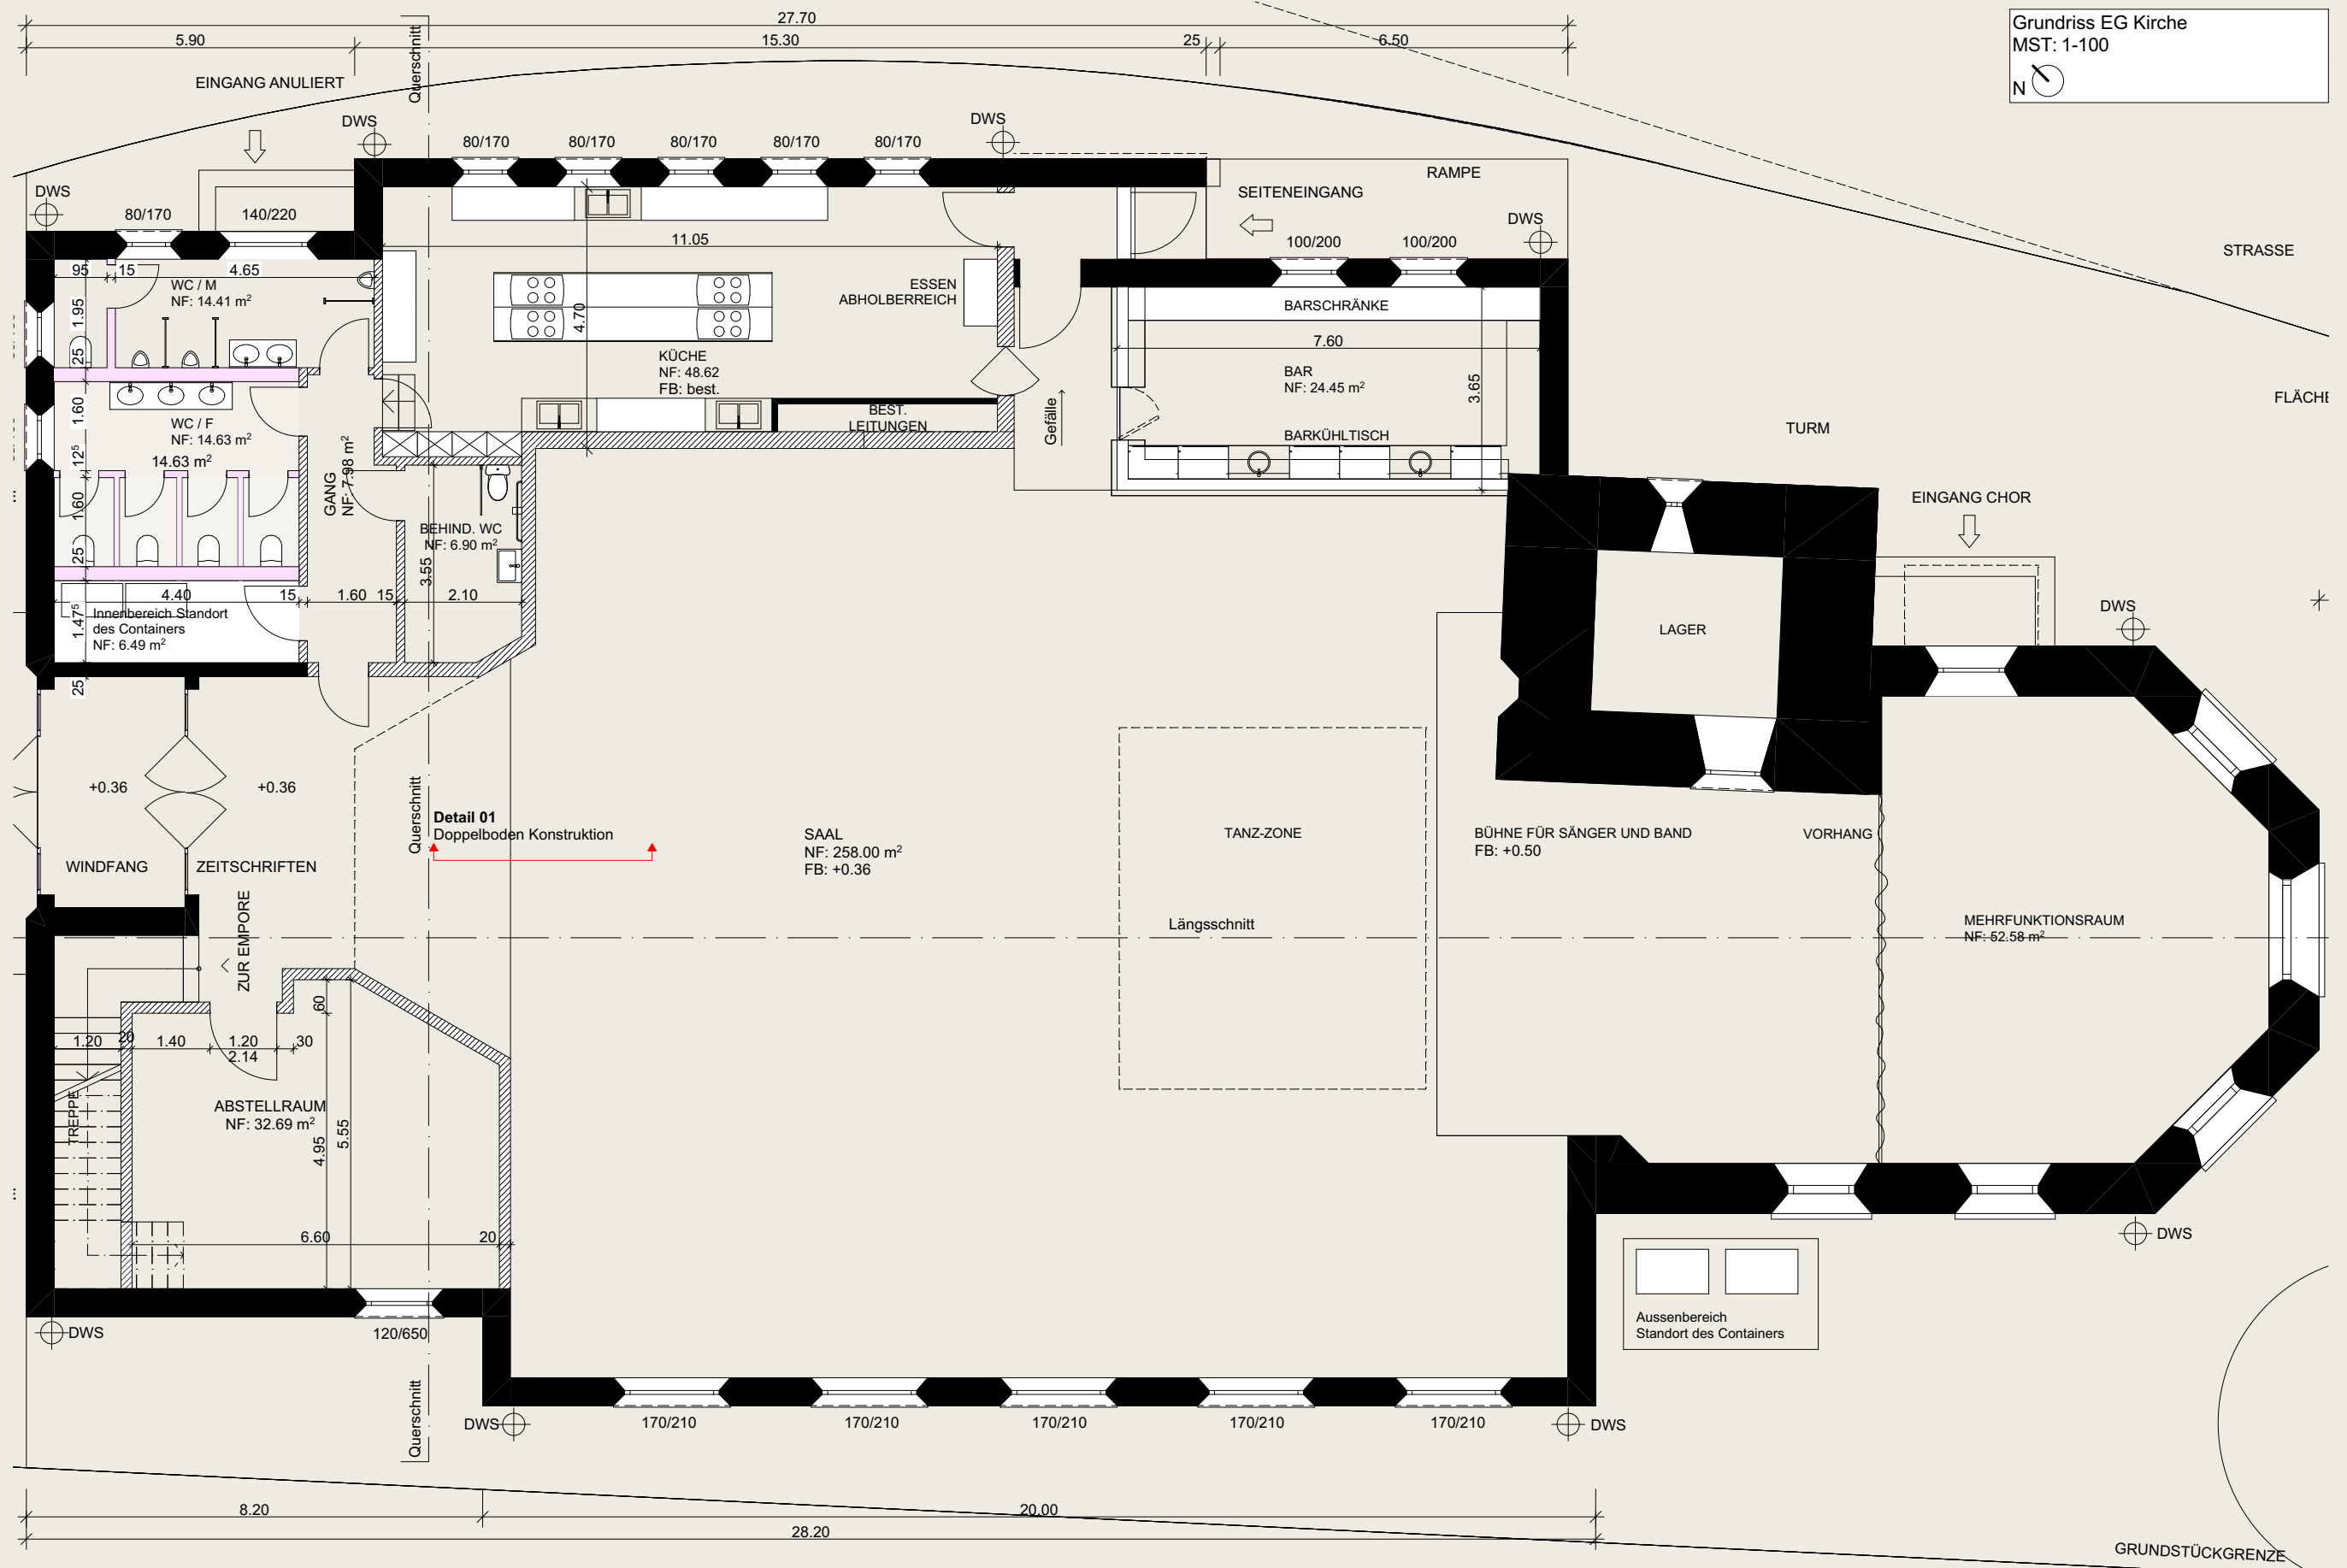 27.70
5.90
15.30
25
6.50
Grundriss EG Kirche
MST: 1-100
N
Querschnitt
EINGANG ANULIERT
DWS
80/170
80/170
80/170
80/170
80/170
DWS
DWS
80/170
140/220
RAMPE
SEITENEINGANG
DWS
11.05
100/200
100/200
STRASSE
95
15
4.65
WC / M
NF: 14.41 m²
1.95
25
ESSEN
ABHOLBERREICH
BARSCHRÄNKE
4.70
7.60
KÜCHE
NF: 48.62
FB: best.
BAR
NF: 24.45 m²
3.65
FLÄCHE
1.60
WC / F
NF: 14.63 m²
14.63 m²
12⁵
BEST.
LEITUNGEN
Gefälle
BARKÜHLTISCH
TURM
GANG
NF: 7.98 m²
1.60
25
EINGANG CHOR
BEHIND. WC
NF: 6.90 m²
3.55
4.40
15
1.60
15
2.10
1.47⁵
Innenbereich Standort
des Containers
NF: 6.49 m²
25
LAGER
DWS
+0.36
+0.36
Querschnitt
Detail 01
Doppelboden Konstruktion
SAAL
NF: 258.00 m²
FB: +0.36
TANZ-ZONE
BÜHNE FÜR SÄNGER UND BAND
FB: +0.50
VORHANG
WINDFANG
ZEITSCHRIFTEN
ZUR EMPORE
Längsschnitt
MEHRFUNKTIONSRAUM
NF: 52.58 m²
60
1.20
20
1.40
1.20
2.14
30
TREPPE
ABSTELLRAUM
NF: 32.69 m²
4.95
5.55
6.60
20
DWS
DWS
120/650
Aussenbereich
Standort des Containers
Querschnitt
DWS
170/210
170/210
170/210
170/210
170/210
DWS
8.20
20.00
28.20
GRUNDSTÜCKGRENZE